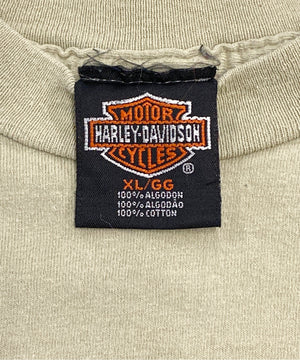 MOTOR
HARLEY-DAVIDSON
CYCLES
®
XL/GG
100% ALGODON
100% ALGODÃO
100% COTTON